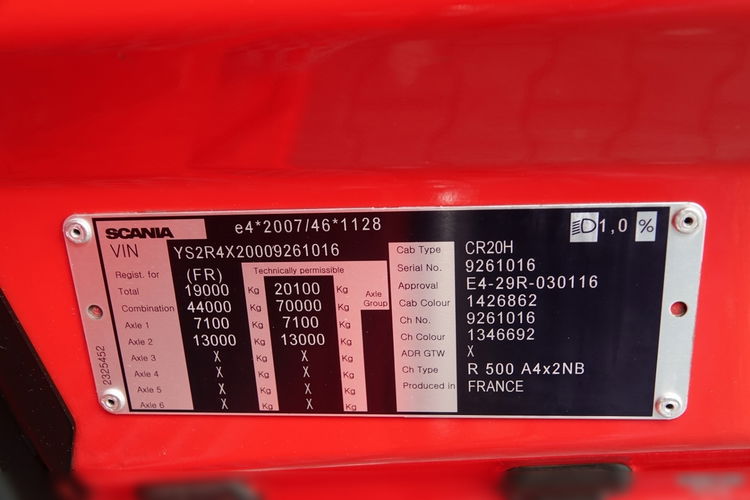 SCANIA e4*2007/46*1128 1,0 %
VIN YS2R4X20009261016
Regist. for (FR) Technically permissible
Total 19000 Kg 20100 Kg Axle Group
Combination 44000 Kg 70000 Kg
Axle 1 7100 Kg 7100 Kg
Axle 2 13000 Kg 13000 Kg
Axle 3 X Kg X Kg
Axle 4 X Kg X Kg
Axle 5 X Kg X Kg
Axle 6 X Kg X Kg
Cab Type CR20H
Serial No. 9261016
Approval E4-29R-030116
Cab Colour 1426862
Ch No. 9261016
Ch Colour 1346692
ADR GTW X
Ch Type R 500 A4x2NB
Produced in FRANCE
2325452